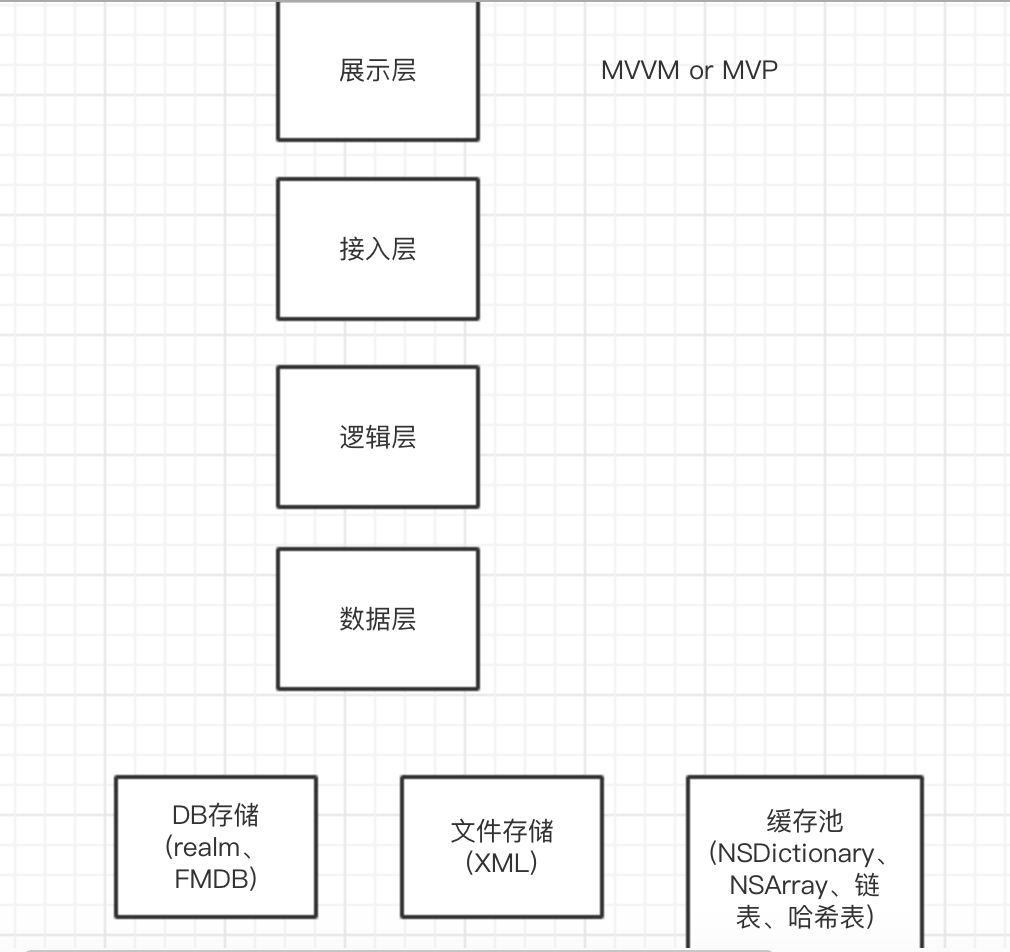 展示层
MVVM or MVP
接入层
逻辑层
数据层
DB存储
(realm、
FMDB)
文件存储
(XML)
缓存池
(NSDictionary、
NSArray、链
表、哈希表)